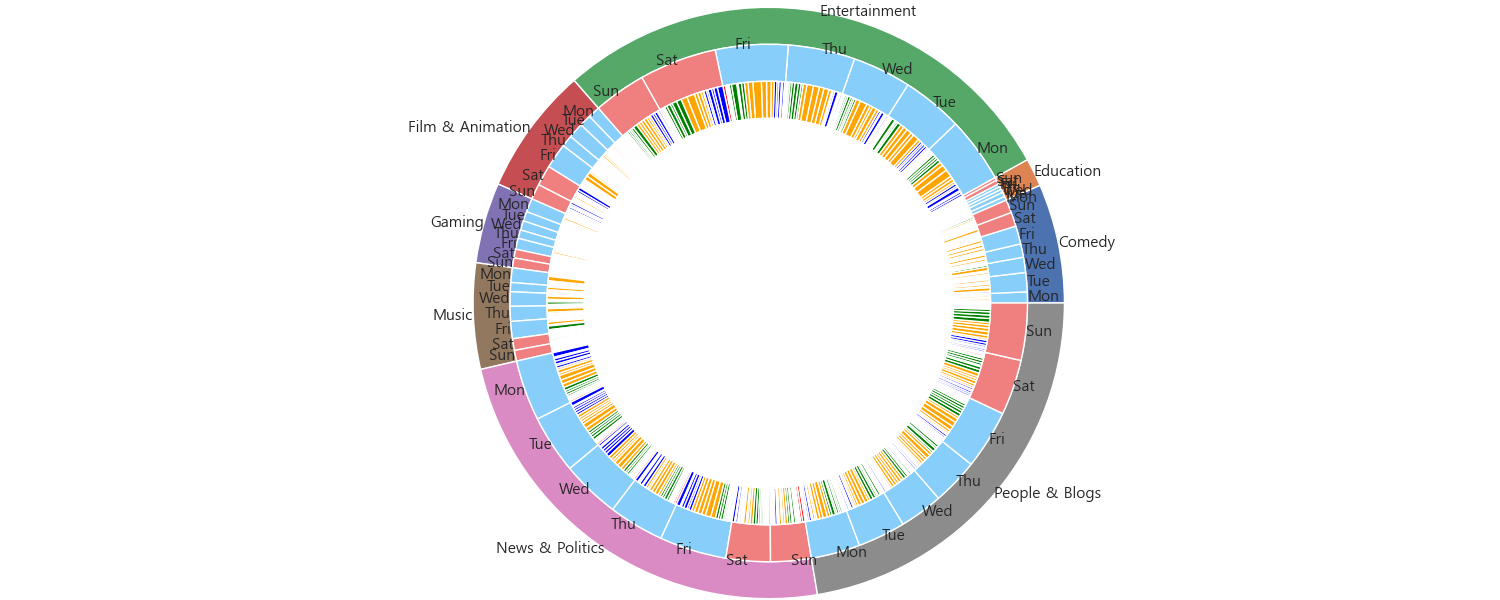 Entertainment
Fri
Thu
Sat
Wed
Sun
Tue
Mon
Film & Animation
Mon
Tue
Wed
Thu
Fri
Sat
Sun
Education
Sun
Wed
Mon
Comedy
Sun
Sat
Fri
Thu
Wed
Tue
Mon
Gaming
Mon
Tue
Wed
Thu
Fri
Sat
Sun
Music
Mon
Tue
Wed
Thu
Fri
Sat
Sun
People & Blogs
Sun
Sat
Fri
Thu
Wed
Tue
Mon
News & Politics
Mon
Tue
Wed
Thu
Fri
Sat
Sun